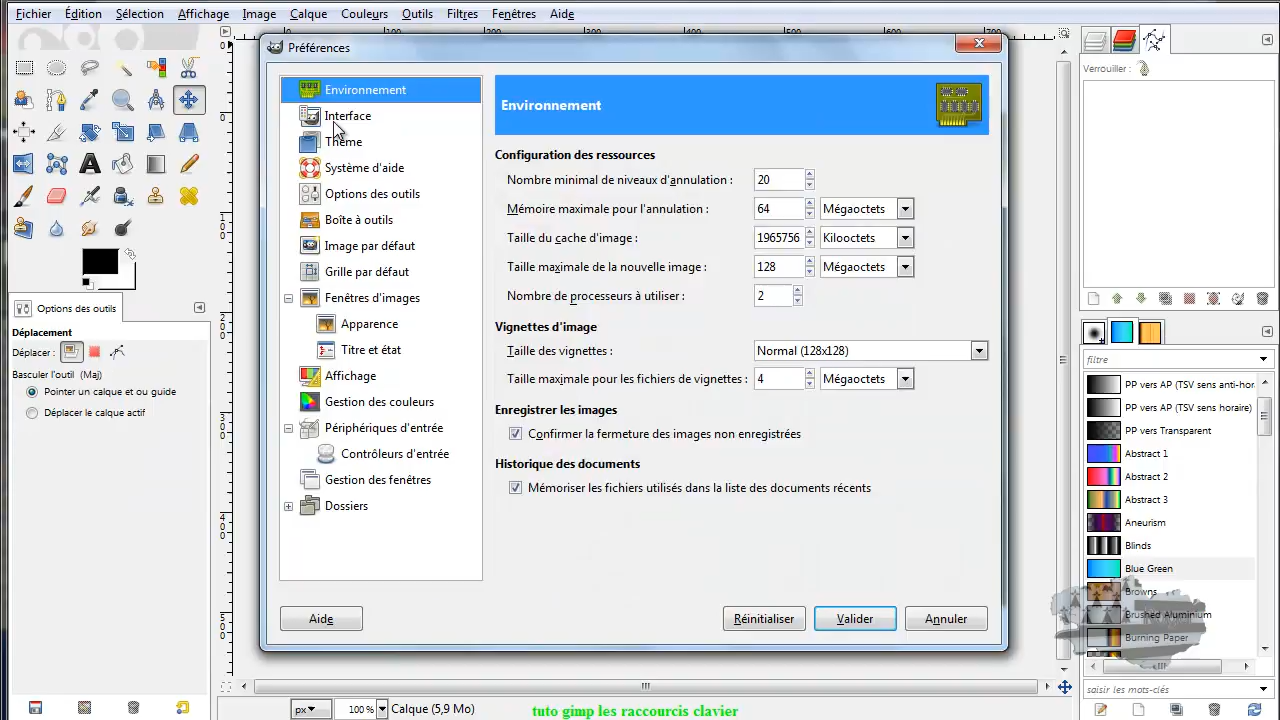 Fichier Édition Sélection Affichage Image Calque Couleurs Outils Filtres Fenêtres Aide
Préférences
Environnement
Interface
Thème
Système d'aide
Options des outils
Boîte à outils
Image par défaut
Grille par défaut
Fenêtres d'images
Apparence
Titre et état
Affichage
Gestion des couleurs
Périphériques d'entrée
Contrôleurs d'entrée
Gestion des fenêtres
Dossiers
Environnement
Configuration des ressources
Nombre minimal de niveaux d'annulation : 20
Mémoire maximale pour l'annulation : 64 Mégaoctets
Taille du cache d'image : 1965756 Kilooctets
Taille maximale de la nouvelle image : 128 Mégaoctets
Nombre de processeurs à utiliser : 2
Vignettes d'image
Taille des vignettes : Normal (128x128)
Taille maximale pour les fichiers de vignettes : 4 Mégaoctets
Enregistrer les images
Confirmer la fermeture des images non enregistrées
Historique des documents
Mémoriser les fichiers utilisés dans la liste des documents récents
Aide Réinitialiser Valider Annuler
Options des outils
Déplacement
Déplacer :
Basculer l'outil (Maj)
Pointer un calque et ou guide
Déplacer le calque actif
Verrouiller :
filtre
PP vers AP (TSV sens anti-hor
PP vers AP (TSV sens horaire)
PP vers Transparent
Abstract 1
Abstract 2
Abstract 3
Aneurism
Blinds
Blue Green
Browns
Brushed Aluminium
Burning Paper
saisir les mots-clés
px 100 % Calque (5,9 Mo)
tuto gimp les raccourcis clavier